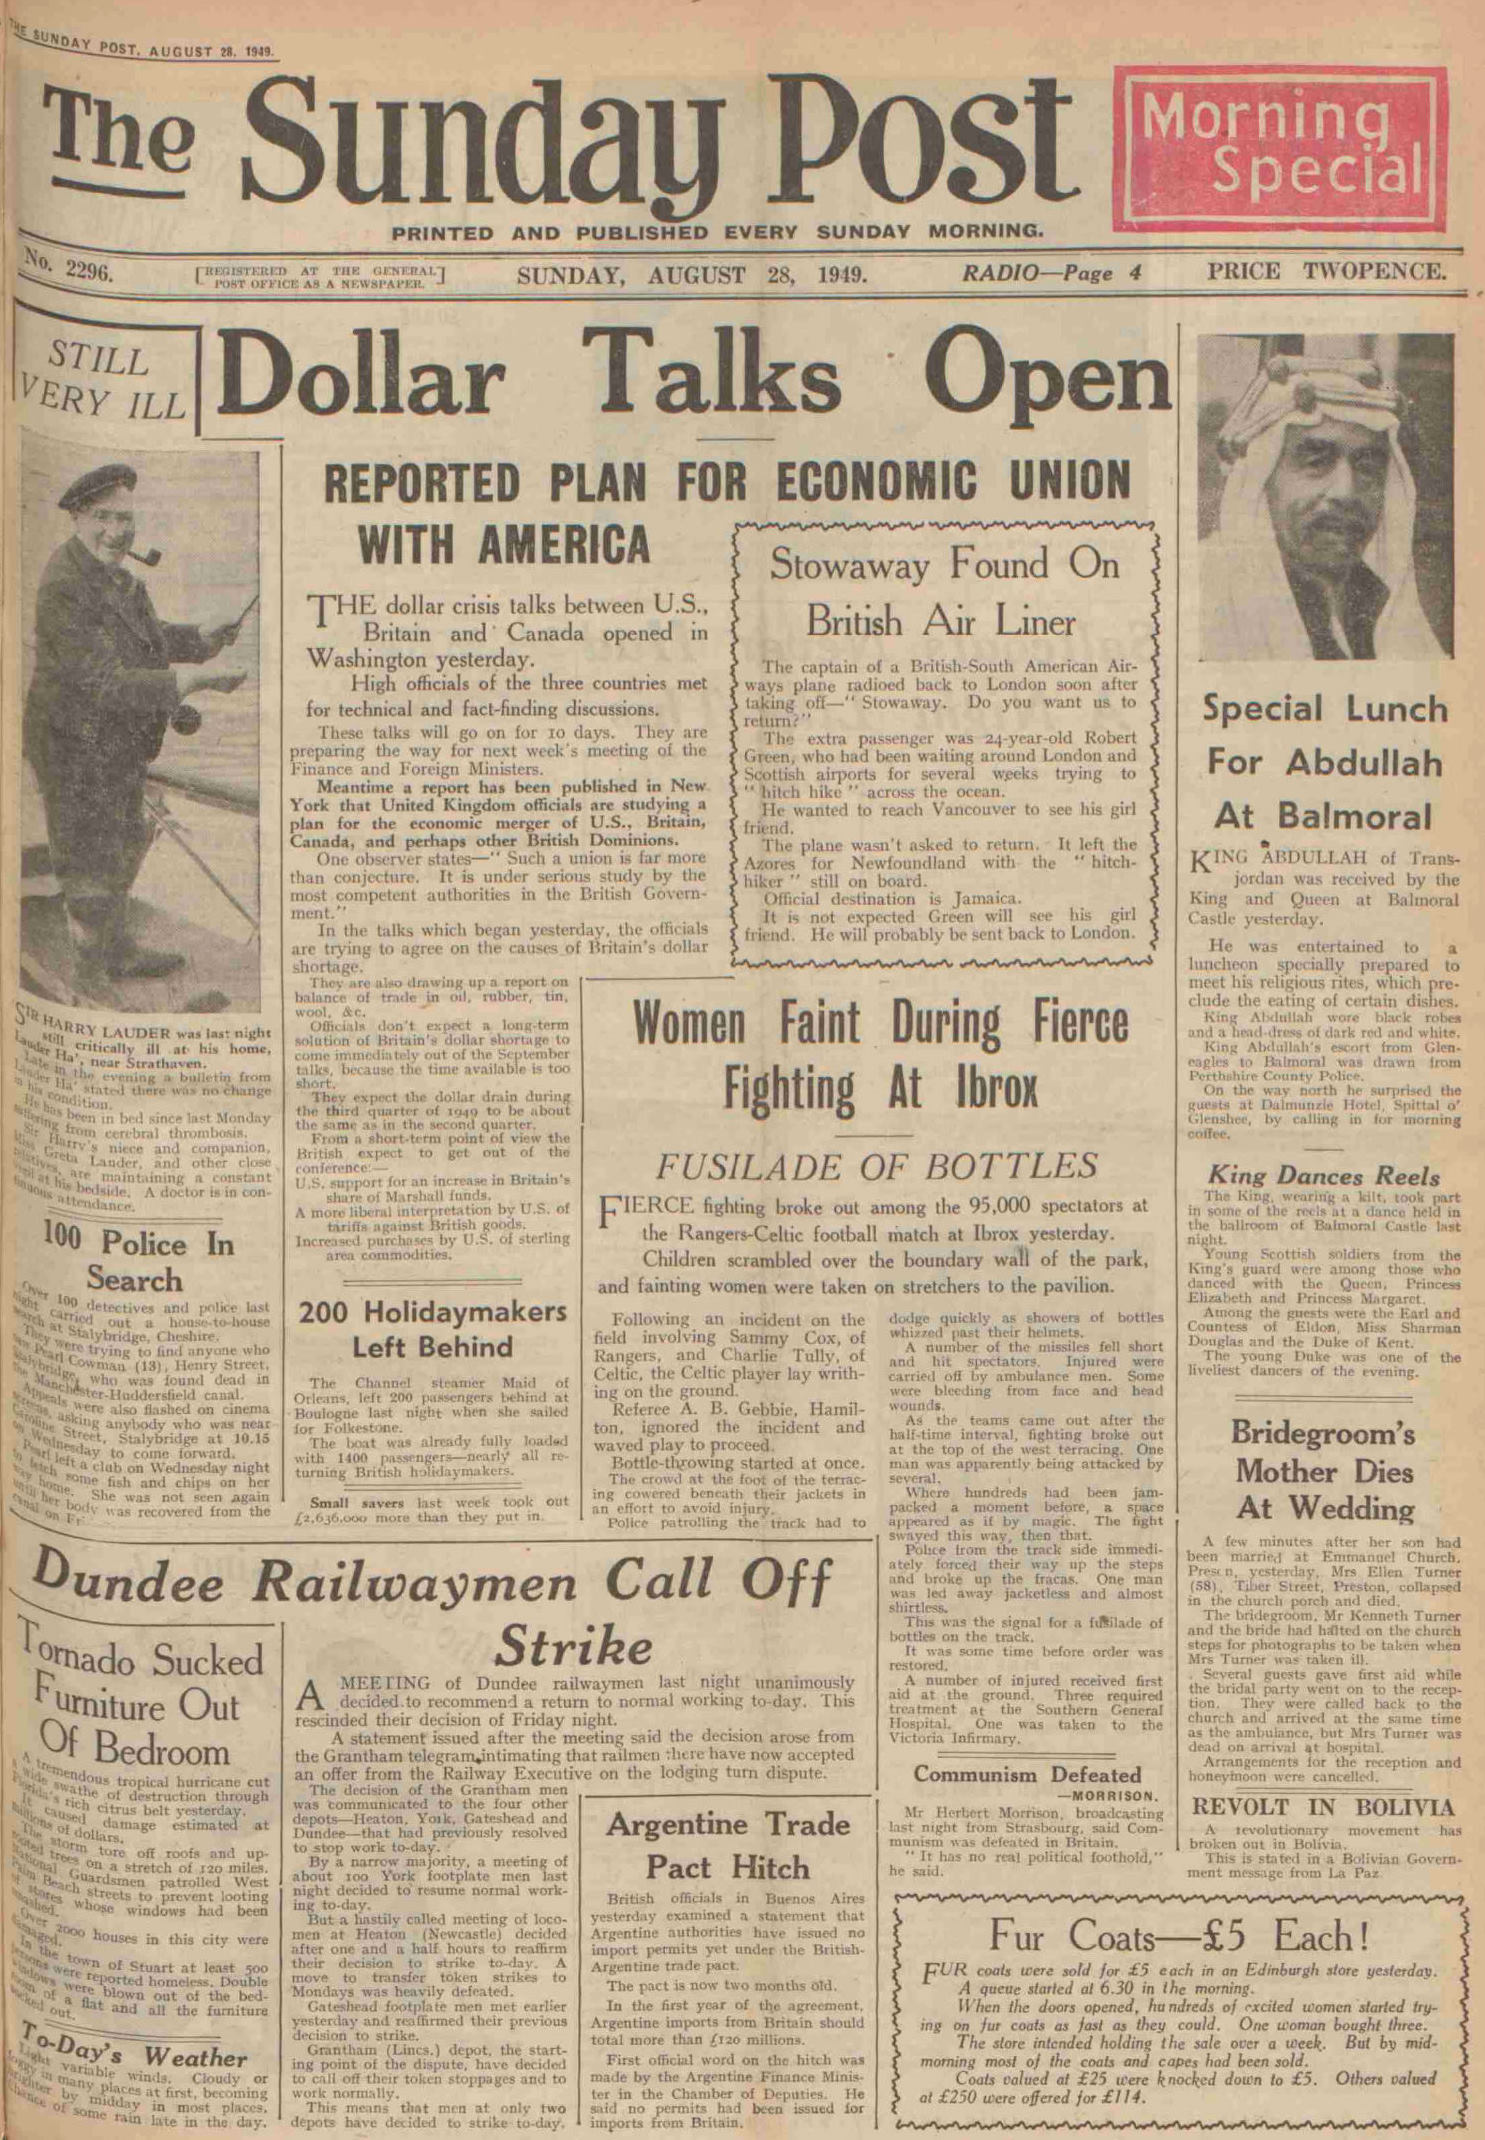 THE SUNDAY POST, AUGUST 28, 1949.
The Sunday Post
Morning
Special
PRINTED AND PUBLISHED EVERY SUNDAY MORNING.
No. 2296.
[REGISTERED AT THE GENERAL
POST OFFICE AS A NEWSPAPER.]
SUNDAY, AUGUST 28, 1949.
RADIO—Page 4
PRICE TWOPENCE.
STILL
VERY ILL
SIR HARRY LAUDER was last night
still critically ill at his home,
Lauder Ha', near Strathaven.
Late in the evening a bulletin from
Lauder Ha' stated there was no change
in his condition.
He has been in bed since last Monday
suffering from cerebral thrombosis.
Sir Harry's niece and companion,
Miss Greta Lauder, and other close
relatives, are maintaining a constant
vigil at his bedside. A doctor is in con-
tinuous attendance.
100 Police In
Search
Over 100 detectives and police last
night carried out a house-to-house
search at Stalybridge, Cheshire.
They were trying to find anyone who
saw Pearl Cowman (13), Henry Street,
Stalybridge, who was found dead in
the Manchester-Huddersfield canal.
Appeals were also flashed on cinema
screens, asking anybody who was near
Caroline Street, Stalybridge at 10.15
on Wednesday to come forward.
Pearl left a club on Wednesday night
to fetch some fish and chips on her
way home. She was not seen again
until her body was recovered from the
canal on
Dollar Talks Open
REPORTED PLAN FOR ECONOMIC UNION
WITH AMERICA
THE dollar crisis talks between U.S.,
Britain and Canada opened in
Washington yesterday.
High officials of the three countries met
for technical and fact-finding discussions.
These talks will go on for 10 days. They are
preparing the way for next week's meeting of the
Finance and Foreign Ministers.
Meantime a report has been published in New
York that United Kingdom officials are studying a
plan for the economic merger of U.S., Britain,
Canada, and perhaps other British Dominions.
One observer states—" Such a union is far more
than conjecture. It is under serious study by the
most competent authorities in the British Govern-
ment."
In the talks which began yesterday, the officials
are trying to agree on the causes of Britain's dollar
shortage.
They are also drawing up a report on
balance of trade in oil, rubber, tin,
wool, &c.
Officials don't expect a long-term
solution of Britain's dollar shortage to
come immediately out of the September
talks, because the time available is too
short.
They expect the dollar drain during
the third quarter of 1949 to be about
the same as in the second quarter.
From a short-term point of view the
British expect to get out of the
conference:—
U.S. support for an increase in Britain's
share of Marshall funds.
A more liberal interpretation by U.S. of
tariffs against British goods.
Increased purchases by U.S. of sterling
area commodities.
200 Holidaymakers
Left Behind
The Channel steamer Maid of
Orleans, left 200 passengers behind at
Boulogne last night when she sailed
for Folkestone.
The boat was already fully loaded
with 1400 passengers—nearly all re-
turning British holidaymakers.
Small savers last week took out
£2,636,000 more than they put in.
Stowaway Found On
British Air Liner
The captain of a British-South American Air-
ways plane radioed back to London soon after
taking off—" Stowaway. Do you want us to
return?"
The extra passenger was 24-year-old Robert
Green, who had been waiting around London and
Scottish airports for several weeks trying to
" hitch hike " across the ocean.
He wanted to reach Vancouver to see his girl
friend.
The plane wasn't asked to return. It left the
Azores for Newfoundland with the " hitch-
hiker " still on board.
Official destination is Jamaica.
It is not expected Green will see his girl
friend. He will probably be sent back to London.
Women Faint During Fierce
Fighting At Ibrox
FUSILADE OF BOTTLES
FIERCE fighting broke out among the 95,000 spectators at
the Rangers-Celtic football match at Ibrox yesterday.
Children scrambled over the boundary wall of the park,
and fainting women were taken on stretchers to the pavilion.
Following an incident on the
field involving Sammy Cox, of
Rangers, and Charlie Tully, of
Celtic, the Celtic player lay writh-
ing on the ground.
Referee A. B. Gebbie, Hamil-
ton, ignored the incident and
waved play to proceed.
Bottle-throwing started at once.
The crowd at the foot of the terrac-
ing cowered beneath their jackets in
an effort to avoid injury.
Police patrolling the track had to
dodge quickly as showers of bottles
whizzed past their helmets.
A number of the missiles fell short
and hit spectators. Injured were
carried off by ambulance men. Some
were bleeding from face and head
wounds.
As the teams came out after the
half-time interval, fighting broke out
at the top of the west terracing. One
man was apparently being attacked by
several.
Where hundreds had been jam-
packed a moment before, a space
appeared as if by magic. The fight
swayed this way, then that.
Police from the track side immedi-
ately forced their way up the steps
and broke up the fracas. One man
was led away jacketless and almost
shirtless.
This was the signal for a fusilade of
bottles on the track.
It was some time before order was
restored.
A number of injured received first
aid at the ground. Three required
treatment at the Southern General
Hospital. One was taken to the
Victoria Infirmary.
Communism Defeated
—MORRISON.
Mr Herbert Morrison, broadcasting
last night from Strasbourg, said Com-
munism was defeated in Britain.
" It has no real political foothold,"
he said.
Special Lunch
For Abdullah
At Balmoral
KING ABDULLAH of Trans-
jordan was received by the
King and Queen at Balmoral
Castle yesterday.
He was entertained to a
luncheon specially prepared to
meet his religious rites, which pre-
clude the eating of certain dishes.
King Abdullah wore black robes
and a head-dress of dark red and white.
King Abdullah's escort from Glen-
eagles to Balmoral was drawn from
Perthshire County Police.
On the way north he surprised the
guests at Dalmunzie Hotel, Spittal o'
Glenshee, by calling in for morning
coffee.
King Dances Reels
The King, wearing a kilt, took part
in some of the reels at a dance held in
the ballroom of Balmoral Castle last
night.
Young Scottish soldiers from the
King's guard were among those who
danced with the Queen, Princess
Elizabeth and Princess Margaret.
Among the guests were the Earl and
Countess of Eldon, Miss Sharman
Douglas and the Duke of Kent.
The young Duke was one of the
liveliest dancers of the evening.
Bridegroom's
Mother Dies
At Wedding
A few minutes after her son had
been married at Emmanuel Church,
Preston, yesterday, Mrs Ellen Turner
(58), Tiber Street, Preston, collapsed
in the church porch and died.
The bridegroom, Mr Kenneth Turner
and the bride had halted on the church
steps for photographs to be taken when
Mrs Turner was taken ill.
Several guests gave first aid while
the bridal party went on to the recep-
tion. They were called back to the
church and arrived at the same time
as the ambulance, but Mrs Turner was
dead on arrival at hospital.
Arrangements for the reception and
honeymoon were cancelled.
REVOLT IN BOLIVIA
A revolutionary movement has
broken out in Bolivia.
This is stated in a Bolivian Govern-
ment message from La Paz.
Dundee Railwaymen Call Off
Strike
A MEETING of Dundee railwaymen last night unanimously
decided to recommend a return to normal working to-day. This
rescinded their decision of Friday night.
A statement issued after the meeting said the decision arose from
the Grantham telegram, intimating that railmen there have now accepted
an offer from the Railway Executive on the lodging turn dispute.
The decision of the Grantham men
was communicated to the four other
depots—Heaton, York, Gateshead and
Dundee—that had previously resolved
to stop work to-day.
By a narrow majority, a meeting of
about 100 York footplate men last
night decided to resume normal work-
ing to-day.
But a hastily called meeting of loco-
men at Heaton (Newcastle) decided
after one and a half hours to reaffirm
their decision to strike to-day. A
move to transfer token strikes to
Mondays was heavily defeated.
Gateshead footplate men met earlier
yesterday and reaffirmed their previous
decision to strike.
Grantham (Lincs.) depot, the start-
ing point of the dispute, have decided
to call off their token stoppages and to
work normally.
This means that men at only two
depots have decided to strike to-day.
Tornado Sucked
Furniture Out
Of Bedroom
A tremendous tropical hurricane cut
a wide swathe of destruction through
Florida's rich citrus belt yesterday.
It caused damage estimated at
millions of dollars.
The storm tore off roofs and up-
rooted trees on a stretch of 120 miles.
National Guardsmen patrolled West
Palm Beach streets to prevent looting
of stores whose windows had been
smashed.
Over 2000 houses in this city were
damaged.
In the town of Stuart at least 500
persons were reported homeless. Double
windows were blown out of the bed-
room of a flat and all the furniture
sucked out.
To-Day's Weather
Light variable winds. Cloudy or
foggy in many places at first, becoming
brighter by midday in most places.
Chance of some rain late in the day.
Argentine Trade
Pact Hitch
British officials in Buenos Aires
yesterday examined a statement that
Argentine authorities have issued no
import permits yet under the British-
Argentine trade pact.
The pact is now two months old.
In the first year of the agreement,
Argentine imports from Britain should
total more than £120 millions.
First official word on the hitch was
made by the Argentine Finance Minis-
ter in the Chamber of Deputies. He
said no permits had been issued for
imports from Britain.
Fur Coats—£5 Each!
FUR coats were sold for £5 each in an Edinburgh store yesterday.
A queue started at 6.30 in the morning.
When the doors opened, hundreds of excited women started try-
ing on fur coats as fast as they could. One woman bought three.
The store intended holding the sale over a week. But by mid-
morning most of the coats and capes had been sold.
Coats valued at £25 were knocked down to £5. Others valued
at £250 were offered for £114.